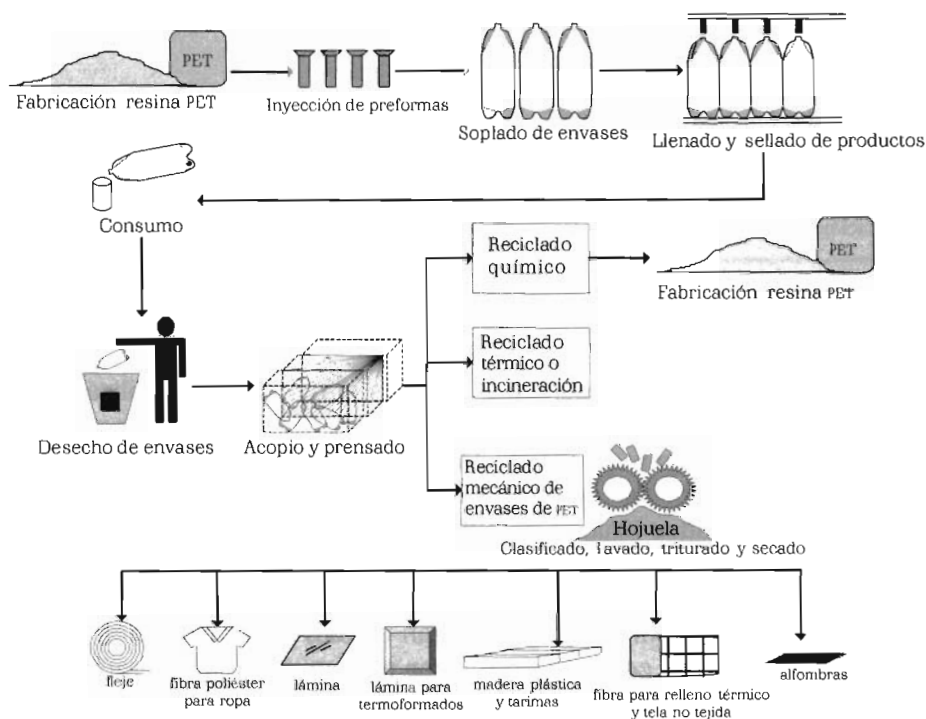 PET
Fabricación resina PET
Inyección de preformas
Soplado de envases
Llenado y sellado de productos
Consumo
Reciclado
químico
PET
Fabricación resina PET
Reciclado
térmico o
incineración
Desecho de envases
Acopio y prensado
Reciclado
mecánico de
envases de PET
Hojuela
Clasificado, lavado, triturado y secado
fleje
fibra poliéster
para ropa
lámina
lámina para
termoformados
madera plástica
y tarimas
fibra para relleno térmico
y tela no tejida
alfombras